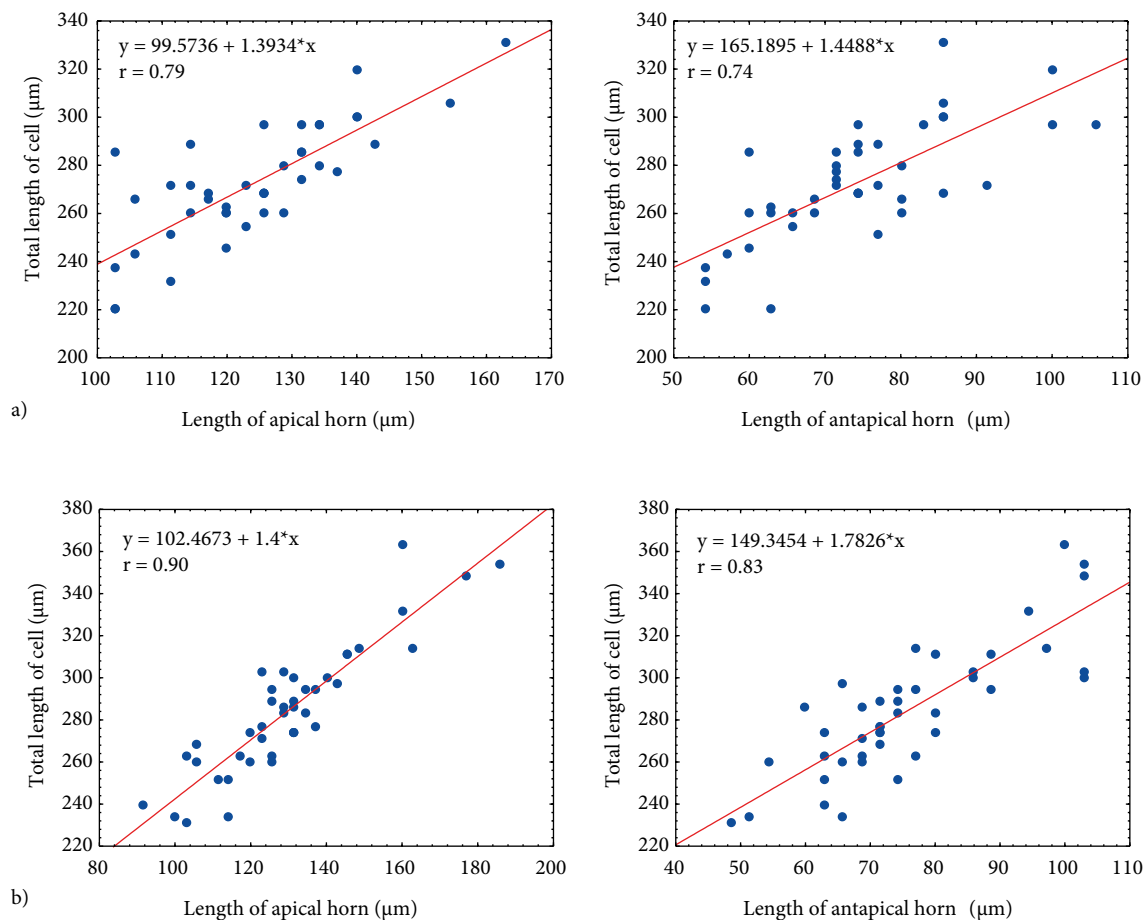 y = 99.5736 + 1.3934*x
r = 0.79
Total length of cell (µm)
340
320
300
280
260
240
220
200
100 110 120 130 140 150 160 170
Length of apical horn (µm)
y = 165.1895 + 1.4488*x
r = 0.74
Total length of cell (µm)
340
320
300
280
260
240
220
200
50 60 70 80 90 100 110
Length of antapical horn (µm)
a)
y = 102.4673 + 1.4*x
r = 0.90
Total length of cell (µm)
380
360
340
320
300
280
260
240
220
80 100 120 140 160 180 200
Length of apical horn (µm)
y = 149.3454 + 1.7826*x
r = 0.83
Total length of cell (µm)
380
360
340
320
300
280
260
240
220
40 50 60 70 80 90 100 110
Length of antapical horn (µm)
b)